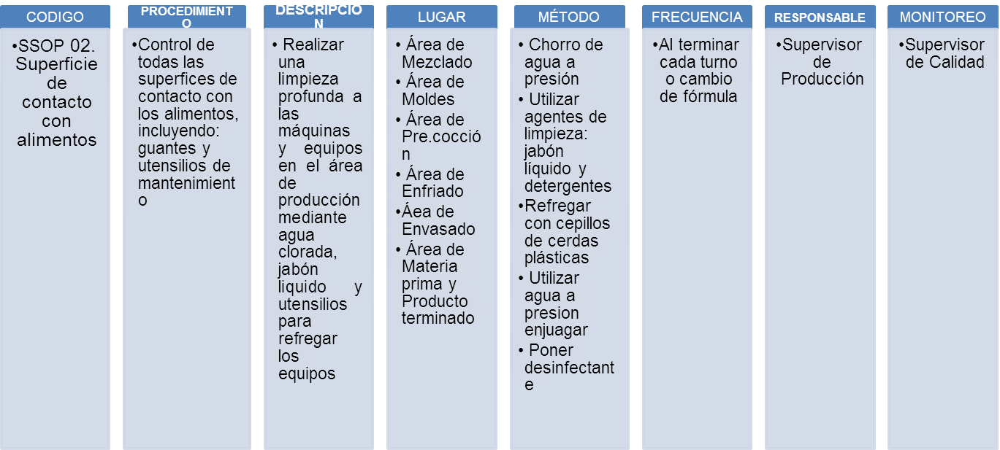 CODIGO
•SSOP 02.
Superficie
de
contacto
con
alimentos
PROCEDIMIENT
O
•Control de
todas las
superfices de
contacto con
los alimentos,
incluyendo:
guantes y
utensilios de
mantenimient
o
DESCRIPCIÓ
N
• Realizar
una
limpieza
profunda a
las
máquinas
y equipos
en el área
de
producción
mediante
agua
clorada,
jabón
liquido y
utensilios
para
refregar
los
equipos
LUGAR
• Área de
Mezclado
• Área de
Moldes
• Área de
Pre.cocció
n
• Área de
Enfriado
•Áea de
Envasado
• Área de
Materia
prima y
Producto
terminado
MÉTODO
• Chorro de
agua a
presión
• Utilizar
agentes de
limpieza:
jabón
líquido y
detergentes
•Refregar
con cepillos
de cerdas
plásticas
• Utilizar
agua a
presion
enjuagar
• Poner
desinfectant
e
FRECUENCIA
•Al terminar
cada turno
o cambio
de fórmula
RESPONSABLE
•Supervisor
de
Producción
MONITOREO
•Supervisor
de Calidad